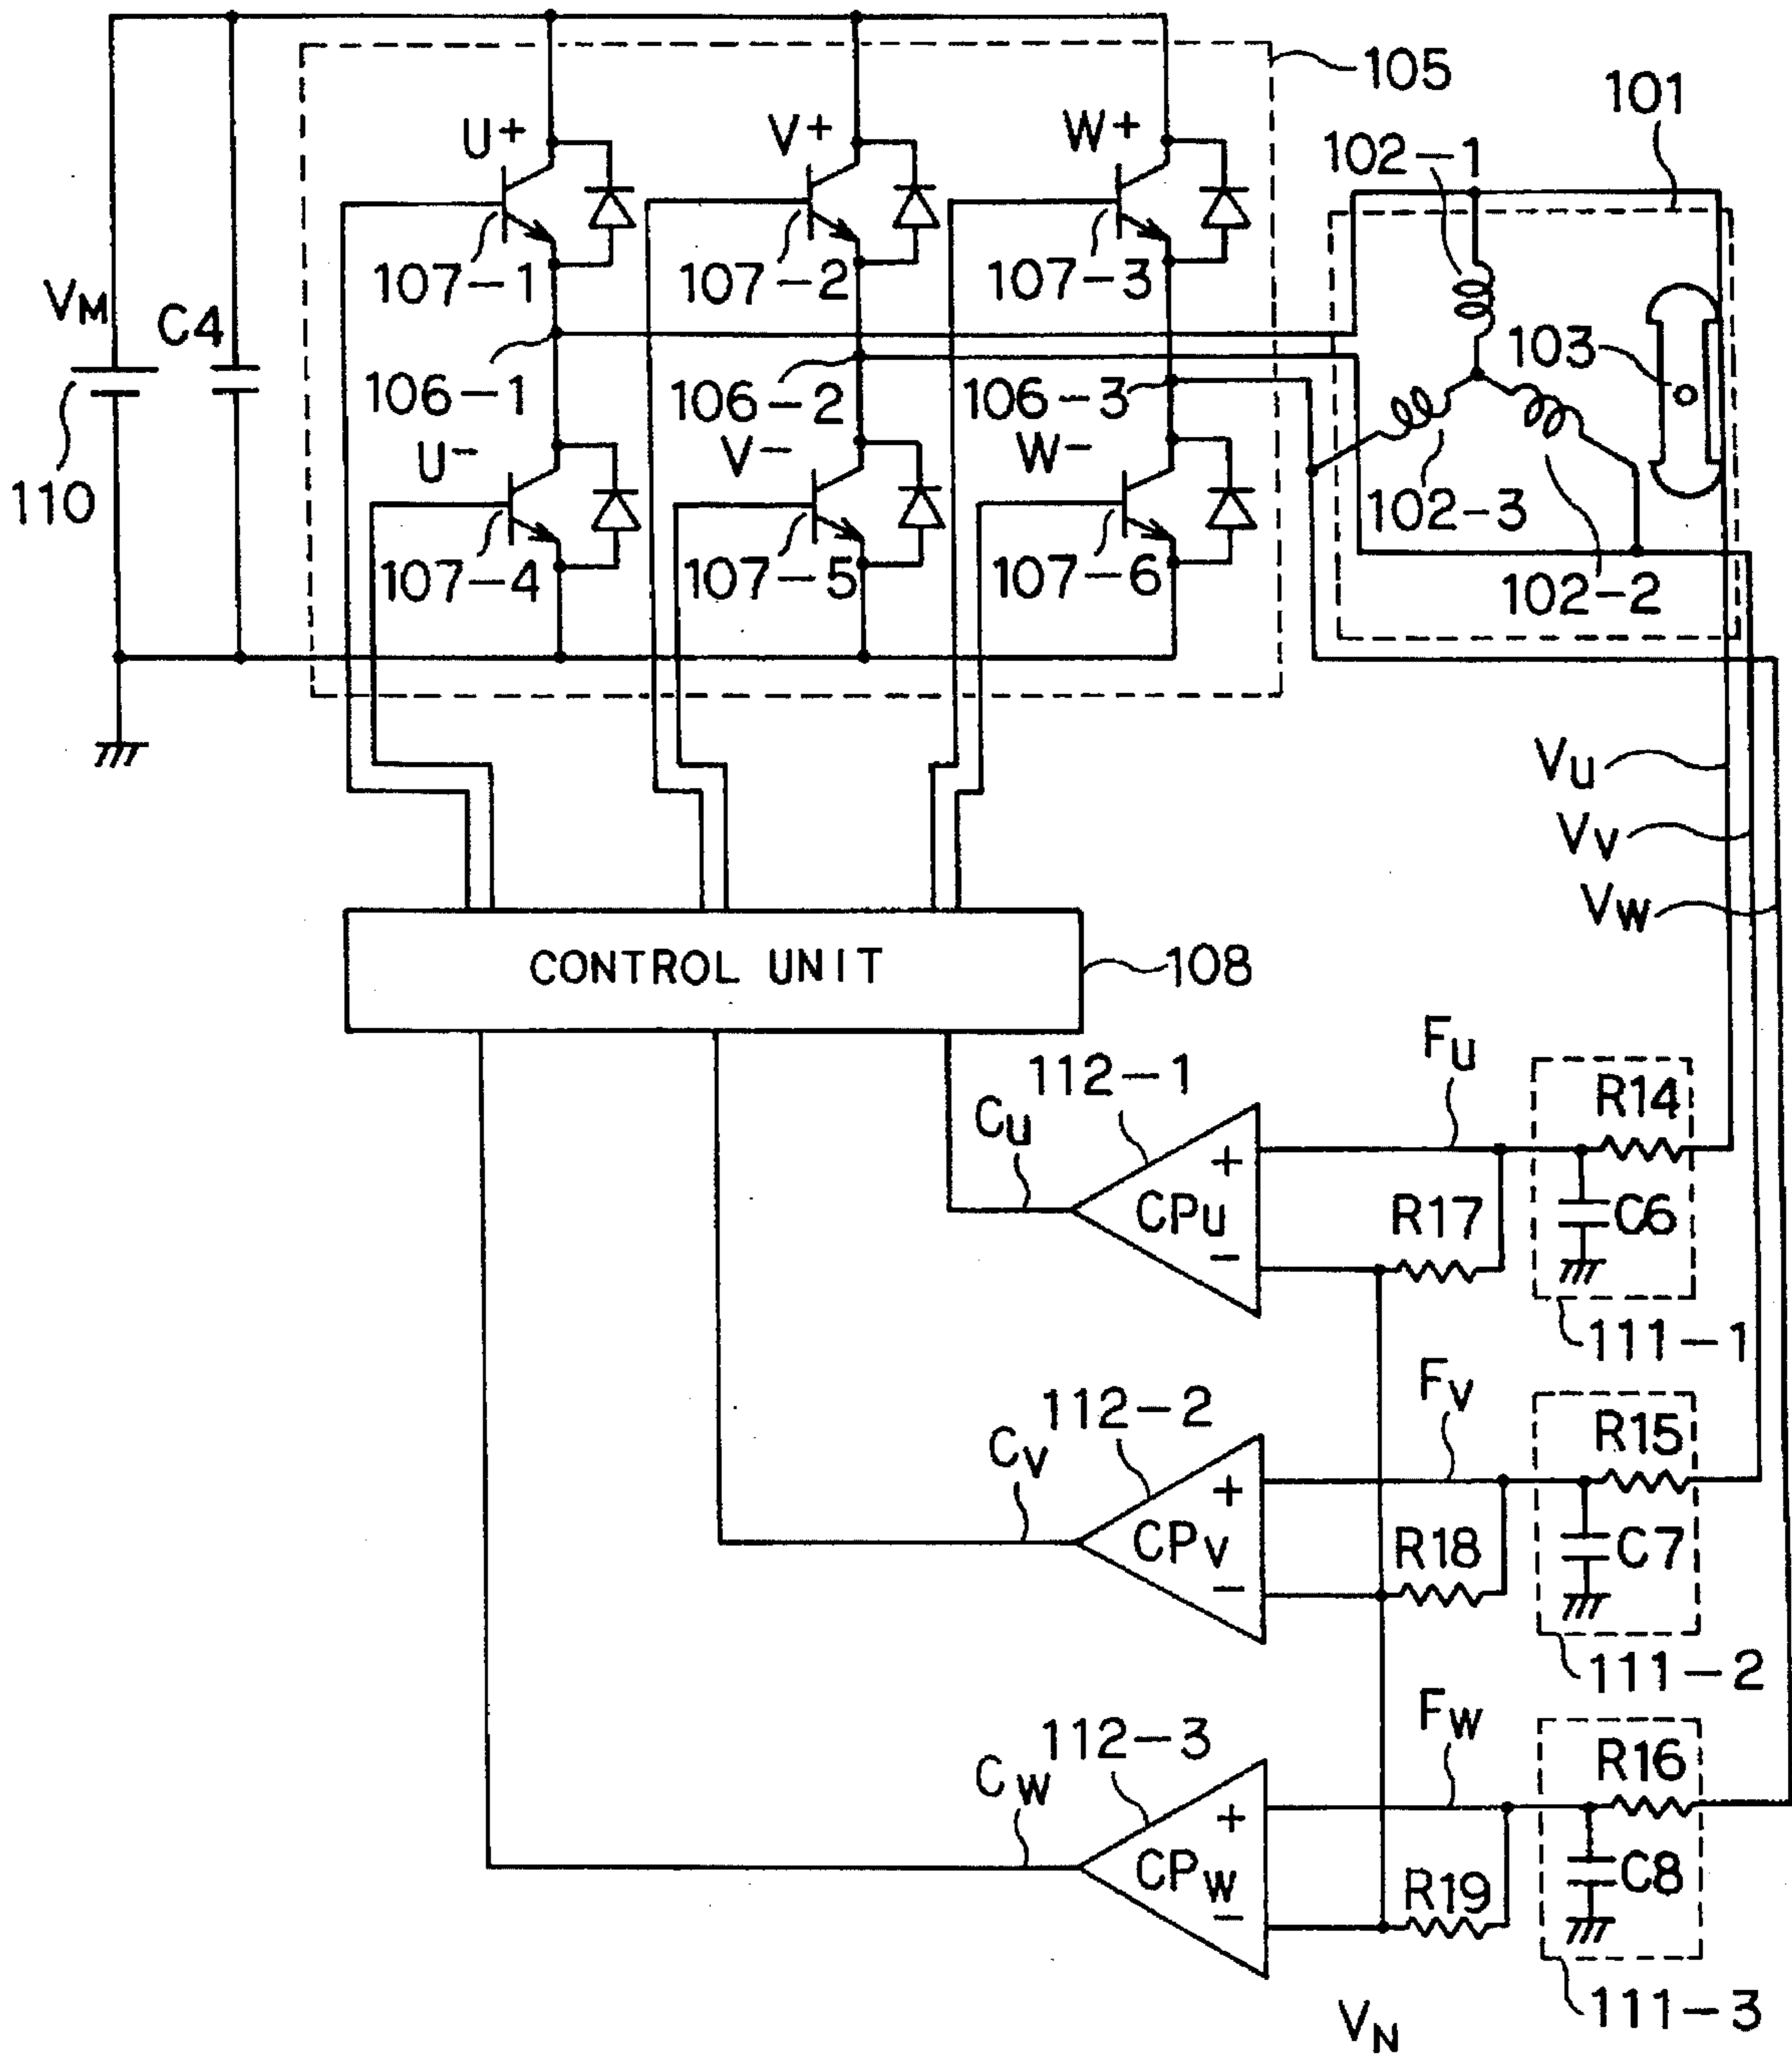 105
101
U+
V+
W+
102-1
107-1
107-2
107-3
VM
C4
103
106-1
106-2
106-3
U-
V-
W-
110
102-3
107-4
107-5
107-6
102-2
VU
VV
VW
CONTROL UNIT
108
FU
112-1
R14
CU
+
CPU
-
R17
C6
111-1
FV
112-2
R15
CV
+
CPV
-
R18
C7
111-2
FW
112-3
R16
CW
+
CPW
-
R19
C8
111-3
VN